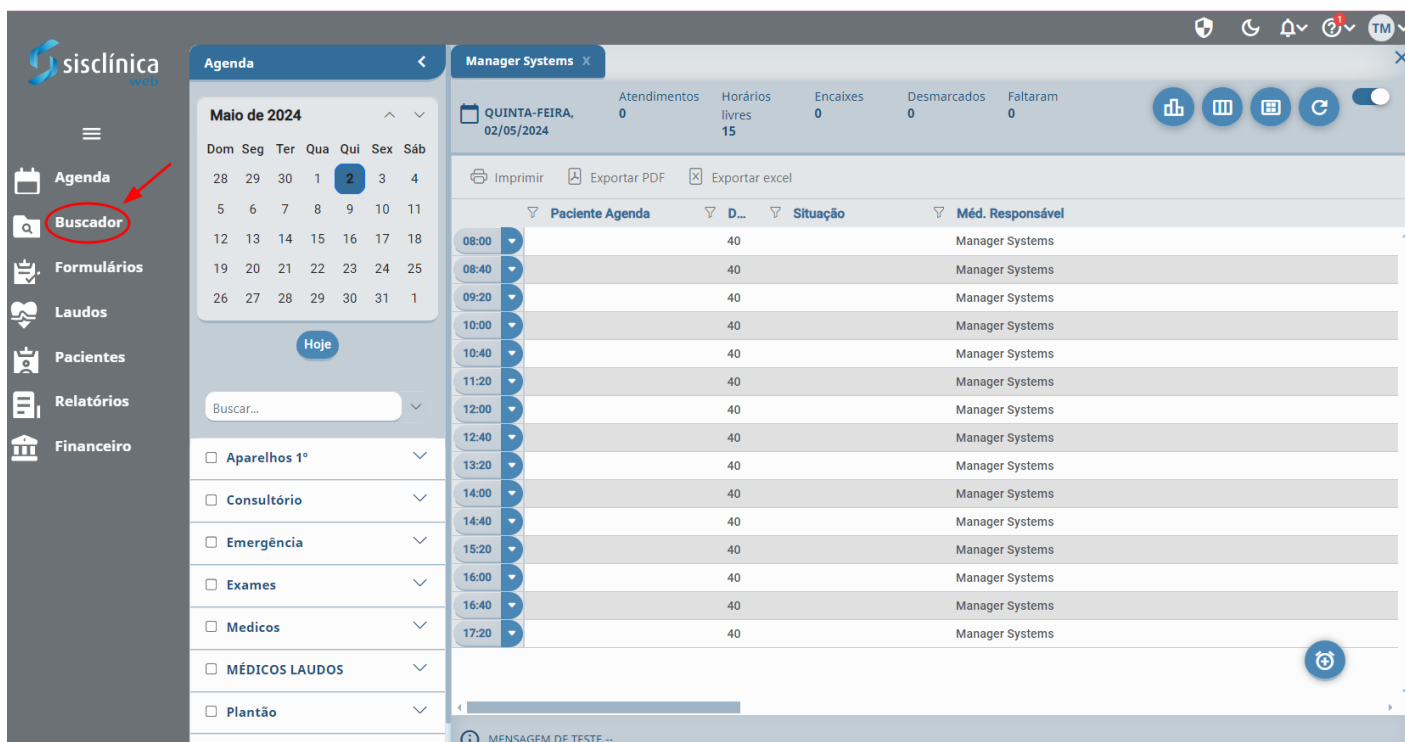 1
TM
sisclínica
web
Agenda
Buscador
Formulários
Laudos
Pacientes
Relatórios
Financeiro
Agenda
Maio de 2024
Dom Seg Ter Qua Qui Sex Sáb
28 29 30 1 2 3 4
5 6 7 8 9 10 11
12 13 14 15 16 17 18
19 20 21 22 23 24 25
26 27 28 29 30 31 1
Hoje
Buscar...
Aparelhos 1º
Consultório
Emergência
Exames
Medicos
MÉDICOS LAUDOS
Plantão
Manager Systems X
QUINTA-FEIRA,
02/05/2024
Atendimentos
0
Horários
livres
15
Encaixes
0
Desmarcados
0
Faltaram
0
Imprimir Exportar PDF Exportar excel
Paciente Agenda D... Situação Méd. Responsável
08:00 40 Manager Systems
08:40 40 Manager Systems
09:20 40 Manager Systems
10:00 40 Manager Systems
10:40 40 Manager Systems
11:20 40 Manager Systems
12:00 40 Manager Systems
12:40 40 Manager Systems
13:20 40 Manager Systems
14:00 40 Manager Systems
14:40 40 Manager Systems
15:20 40 Manager Systems
16:00 40 Manager Systems
16:40 40 Manager Systems
17:20 40 Manager Systems
MENSAGEM DE TESTE --